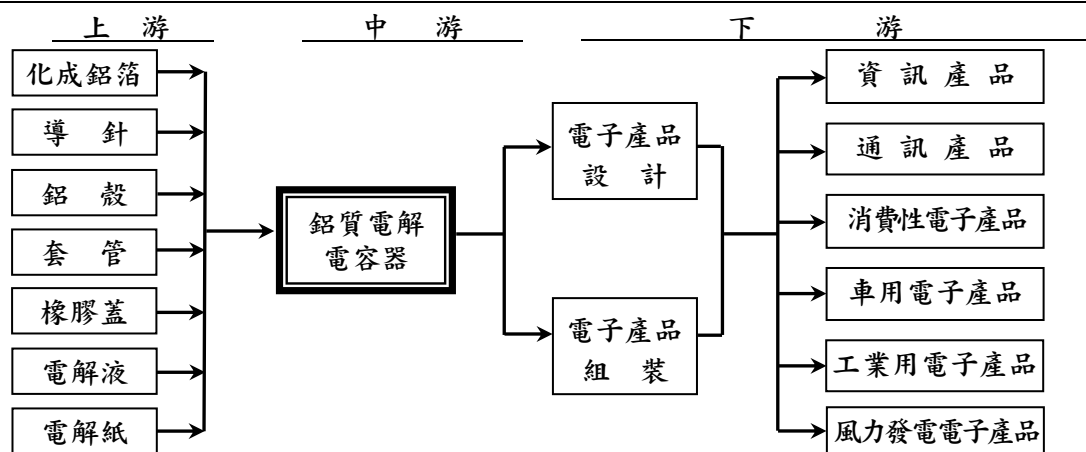 上 游
中 游
下 游
化成鋁箔
導 針
鋁 殼
套 管
橡膠蓋
電解液
電解紙
鋁質電解
電容器
電子產品
設 計
電子產品
組 裝
資 訊 產 品
通 訊 產 品
消費性電子產品
車用電子產品
工業用電子產品
風力發電電子產品